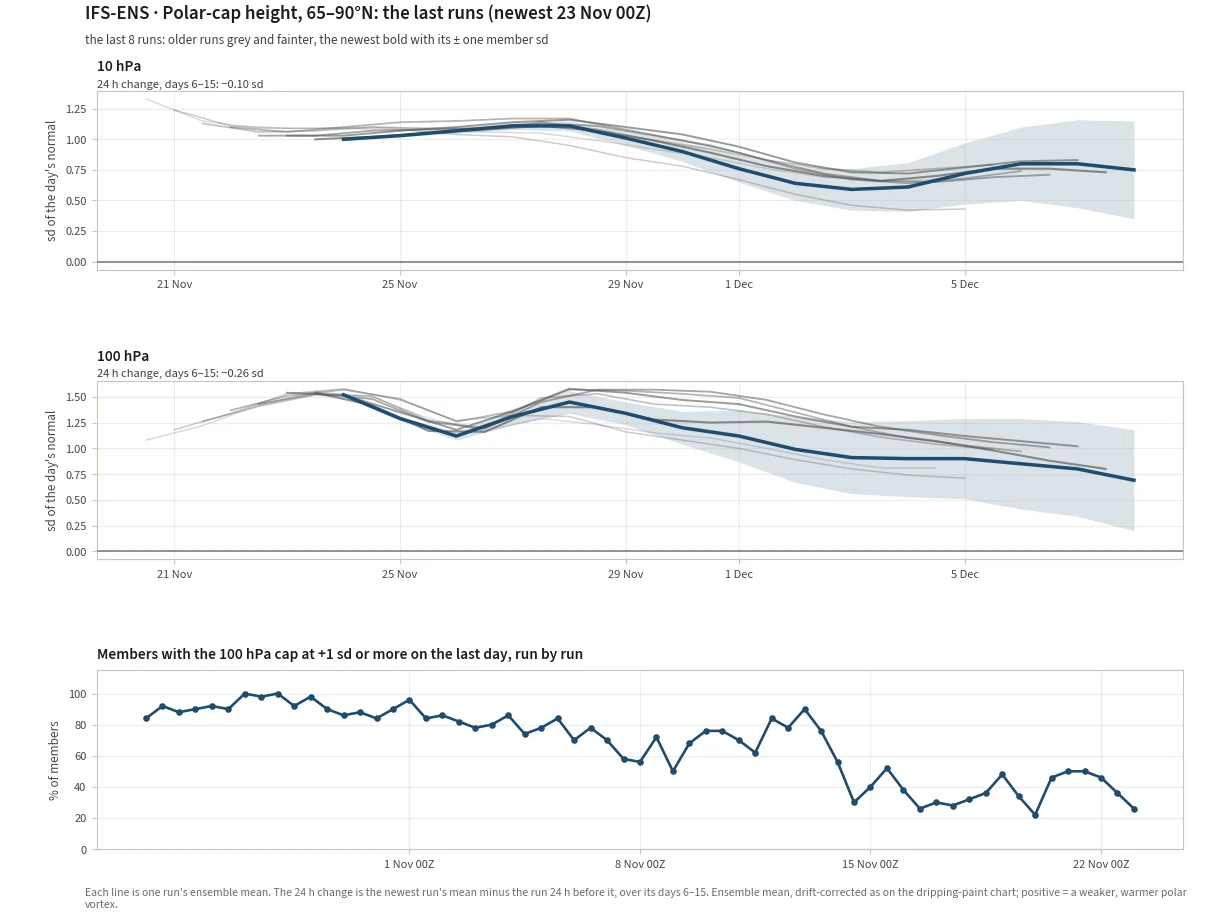 IFS-ENS · Polar-cap height, 65–90°N: the last runs (newest 23 Nov 00Z)
the last 8 runs: older runs grey and fainter, the newest bold with its ± one member sd
10 hPa
24 h change, days 6–15: −0.10 sd
sd of the day's normal
1.25
1.00
0.75
0.50
0.25
0.00
21 Nov
25 Nov
29 Nov
1 Dec
5 Dec
100 hPa
24 h change, days 6–15: −0.26 sd
sd of the day's normal
1.50
1.25
1.00
0.75
0.50
0.25
0.00
21 Nov
25 Nov
29 Nov
1 Dec
5 Dec
Members with the 100 hPa cap at +1 sd or more on the last day, run by run
% of members
100
80
60
40
20
0
1 Nov 00Z
8 Nov 00Z
15 Nov 00Z
22 Nov 00Z
Each line is one run's ensemble mean. The 24 h change is the newest run's mean minus the run 24 h before it, over its days 6–15. Ensemble mean, drift-corrected as on the dripping-paint chart; positive = a weaker, warmer polar
vortex.